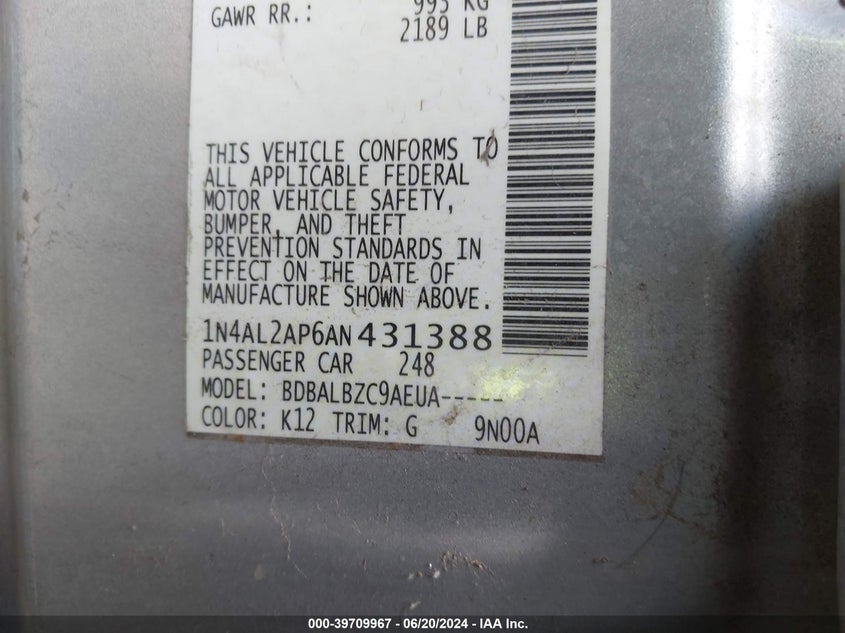 GAWR RR.: 993 KG
2189 LB
THIS VEHICLE CONFORMS TO
ALL APPLICABLE FEDERAL
MOTOR VEHICLE SAFETY,
BUMPER, AND THEFT
PREVENTION STANDARDS IN
EFFECT ON THE DATE OF
MANUFACTURE SHOWN ABOVE.
1N4AL2AP6AN431388
PASSENGER CAR 248
MODEL: BDBALBZC9AEUA-----
COLOR: K12 TRIM: G 9N00A
000-39709967 - 06/20/2024 - IAA Inc.